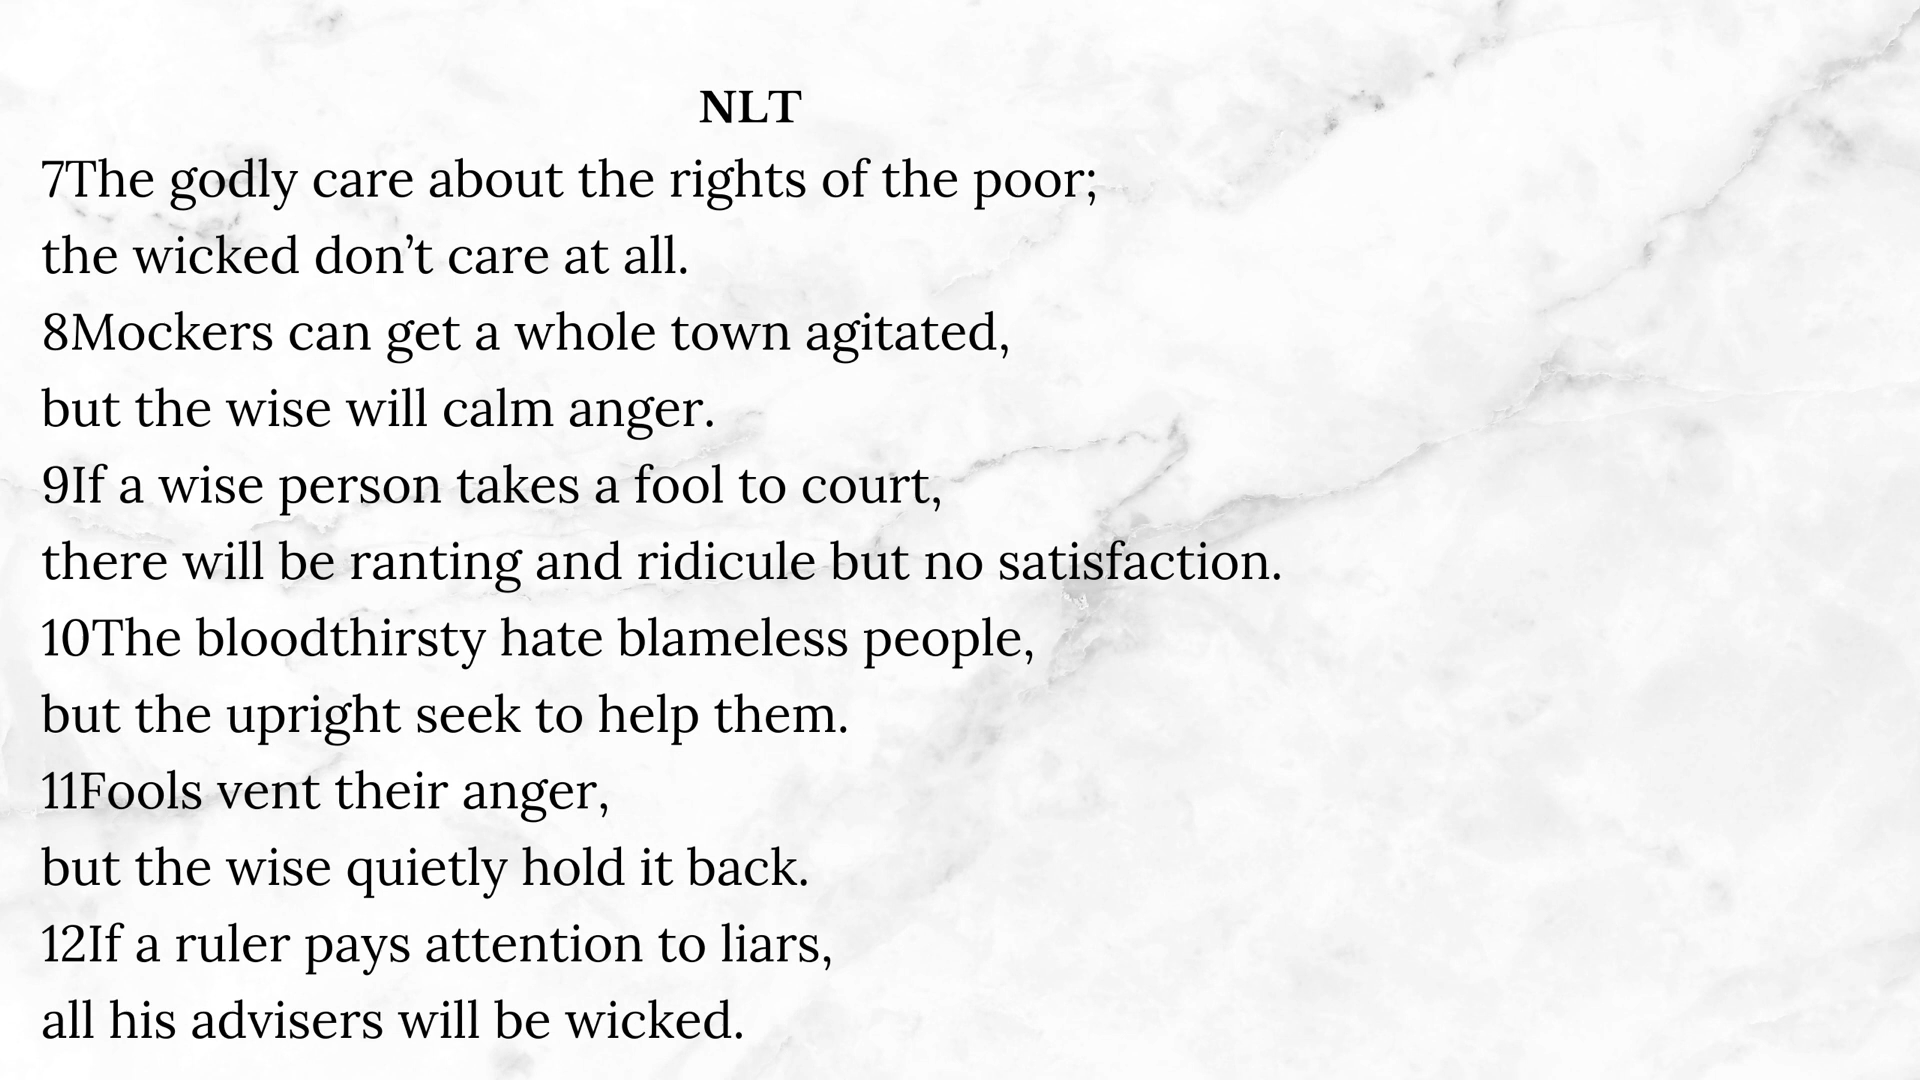 NLT
7The godly care about the rights of the poor;
the wicked don’t care at all.
8Mockers can get a whole town agitated,
but the wise will calm anger.
9If a wise person takes a fool to court,
there will be ranting and ridicule but no satisfaction.
10The bloodthirsty hate blameless people,
but the upright seek to help them.
11Fools vent their anger,
but the wise quietly hold it back.
12If a ruler pays attention to liars,
all his advisers will be wicked.